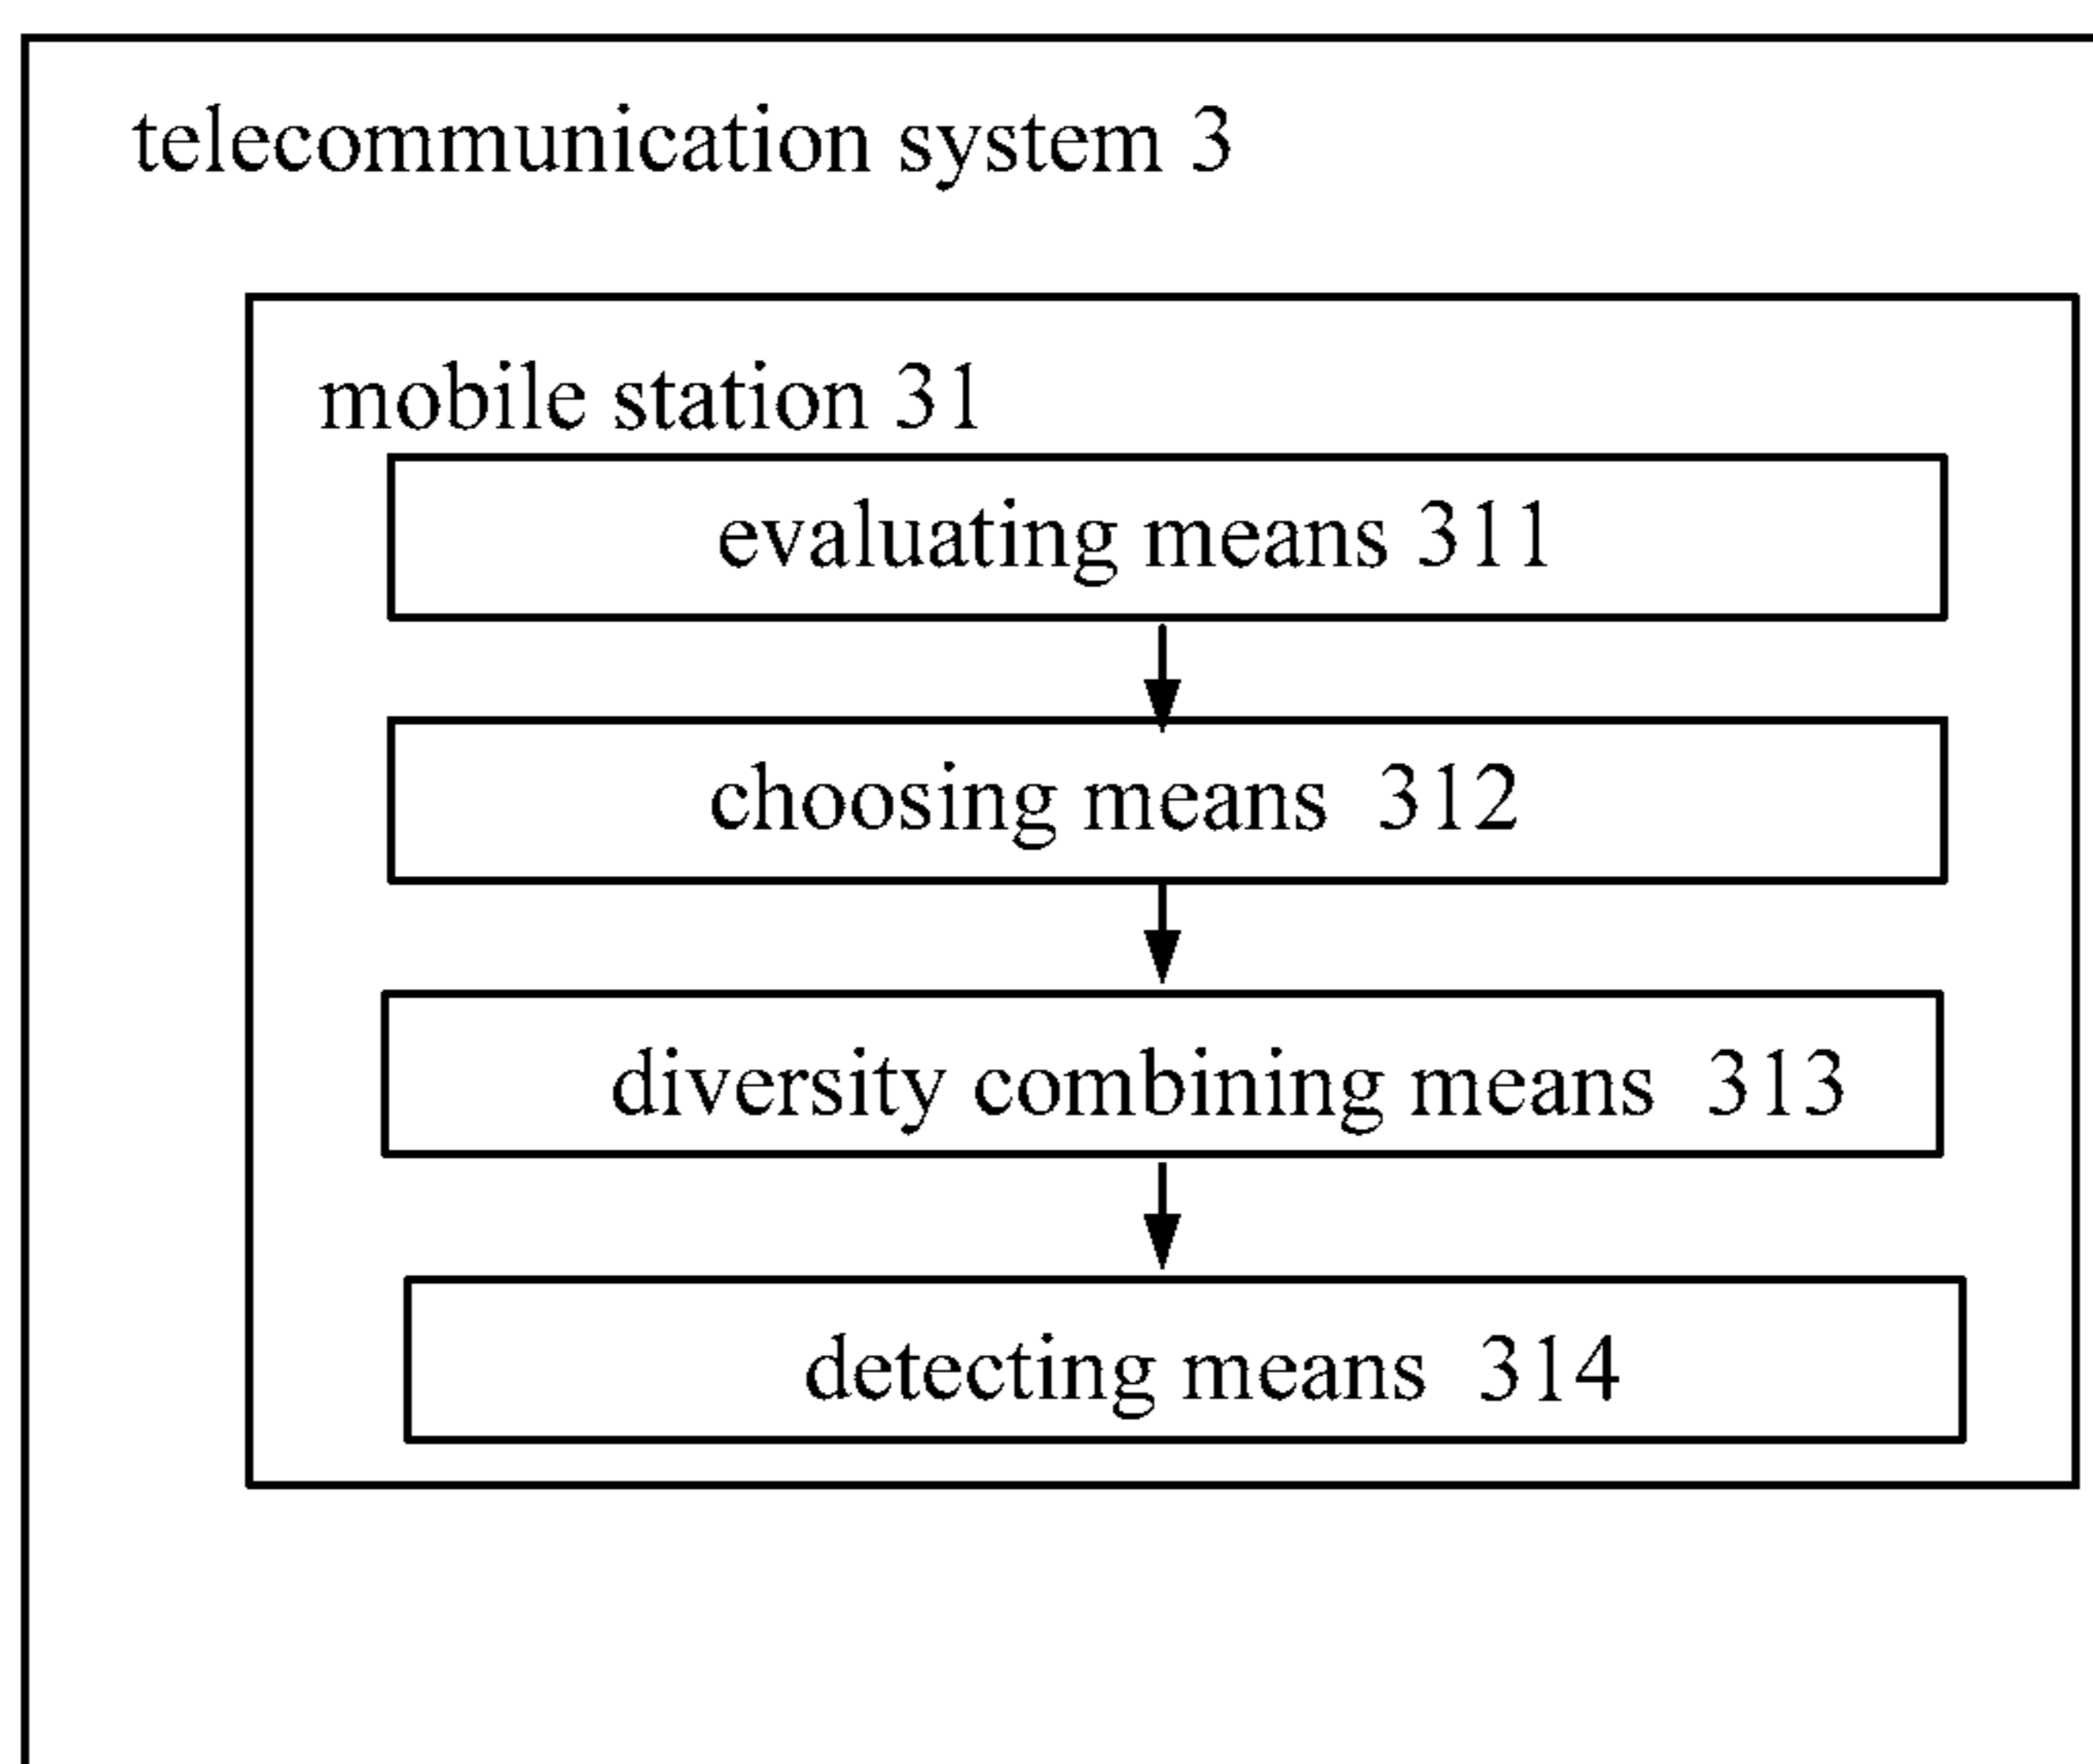 telecommunication system 3
mobile station 31
evaluating means 311
choosing means 312
diversity combining means 313
detecting means 314